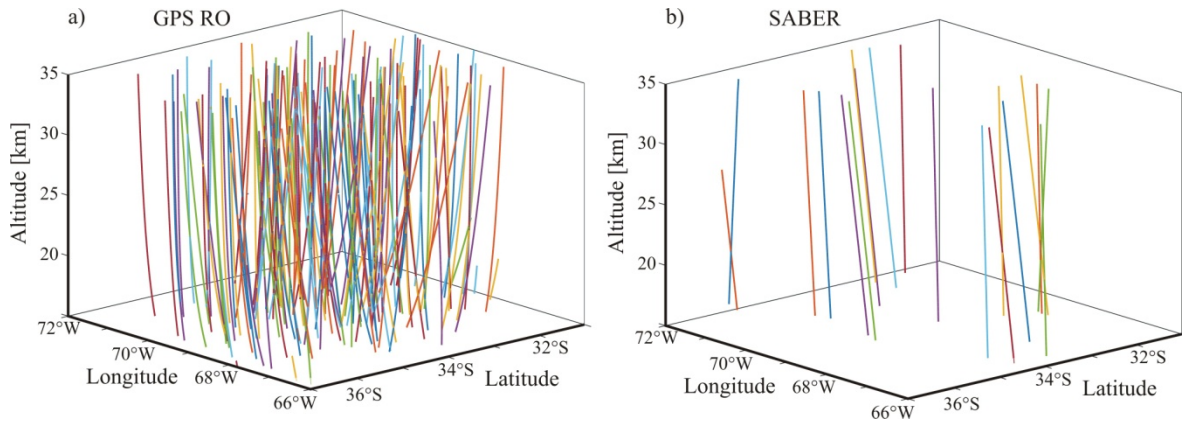 a) GPS RO
35
30
25
20
Altitude [km]
72°W
70°W
68°W
66°W
Longitude
36°S
34°S
32°S
Latitude
b) SABER
35
30
25
20
Altitude [km]
72°W
70°W
68°W
66°W
Longitude
36°S
34°S
32°S
Latitude